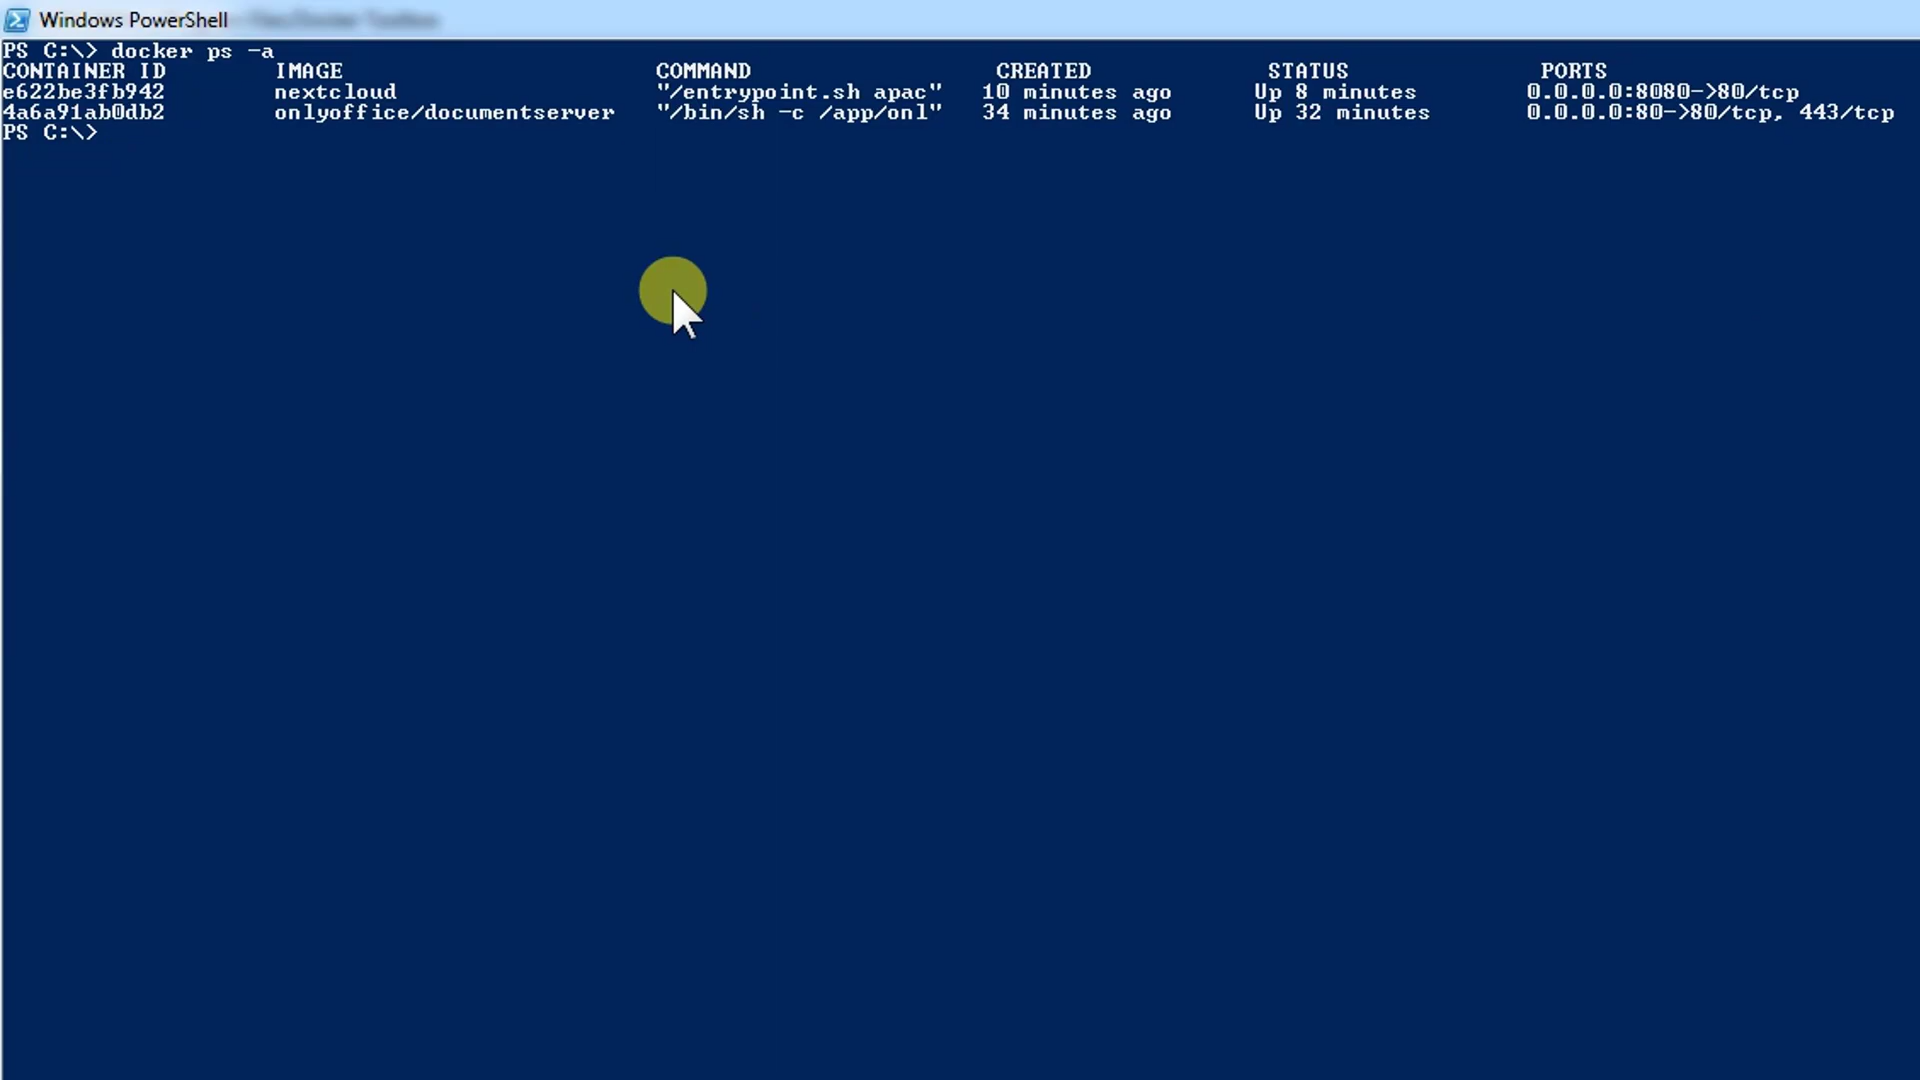 Windows PowerShell
PS C:\> docker ps -a
CONTAINER ID IMAGE COMMAND CREATED STATUS PORTS
e622be3fb942 nextcloud "/entrypoint.sh apac" 10 minutes ago Up 8 minutes 0.0.0.0:8080->80/tcp
4a6a91ab0db2 onlyoffice/documentserver "/bin/sh -c /app/onl" 34 minutes ago Up 32 minutes 0.0.0.0:80->80/tcp, 443/tcp
PS C:\>